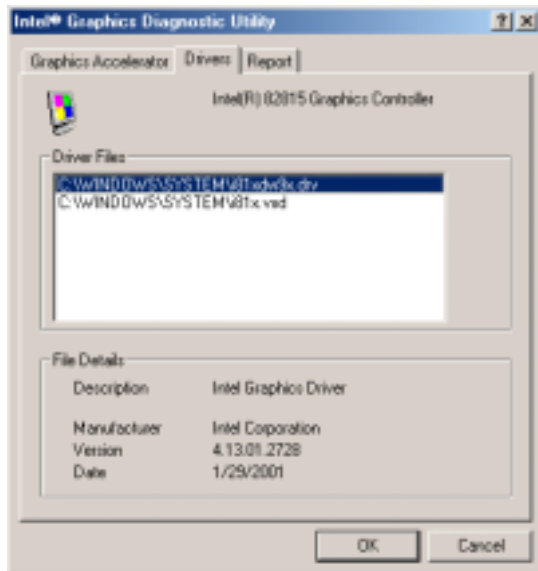 Intel® Graphics Diagnostic Utility
Graphics Accelerator Drivers Report
Intel(R) 82815 Graphics Controller
Driver Files
C:\WINDOWS\SYSTEM\i81xdw9x.drv
C:\WINDOWS\SYSTEM\i81x.vxd
File Details
Description Intel Graphics Driver
Manufacturer Intel Corporation
Version 4.13.01.2728
Date 1/29/2001
OK Cancel